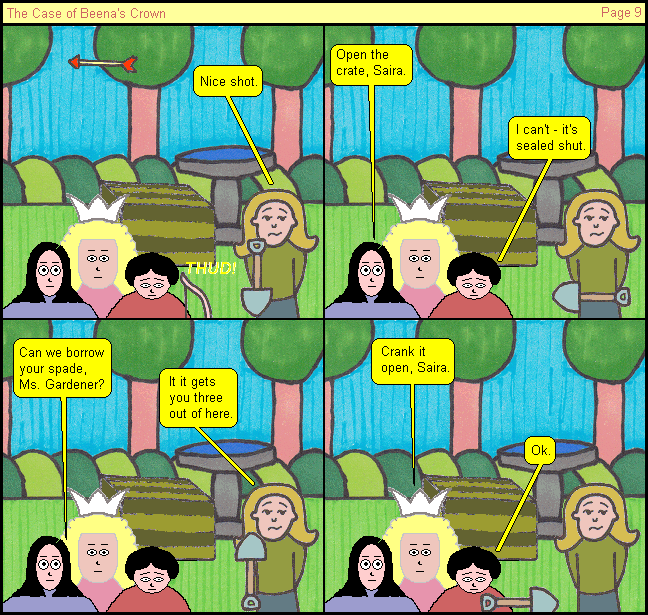 The Case of Beena's Crown
Page 9
Nice shot.
THUD!
Open the
crate, Saira.
I can't - it's
sealed shut.
Can we borrow
your spade,
Ms. Gardener?
It it gets
you three
out of here.
Crank it
open, Saira.
Ok.